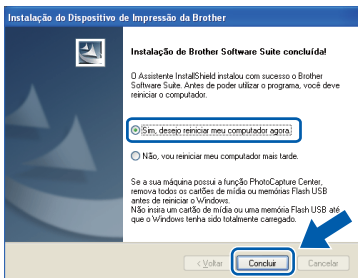 Instalação do Dispositivo de Impressão da Brother
Instalação de Brother Software Suite concluída!
O Assistente InstallShield instalou com sucesso o Brother
Software Suite. Antes de poder utilizar o programa, você deve
reiniciar o computador.
Sim, desejo reiniciar meu computador agora.
Não, vou reiniciar meu computador mais tarde.
Se a sua máquina possui a função PhotoCapture Center,
remova todos os cartões de mídia ou memórias Flash USB
antes de reiniciar o Windows.
Não insira um cartão de mídia ou uma memória Flash USB até
que o Windows tenha sido totalmente carregado.
< Voltar
Concluir
Cancelar